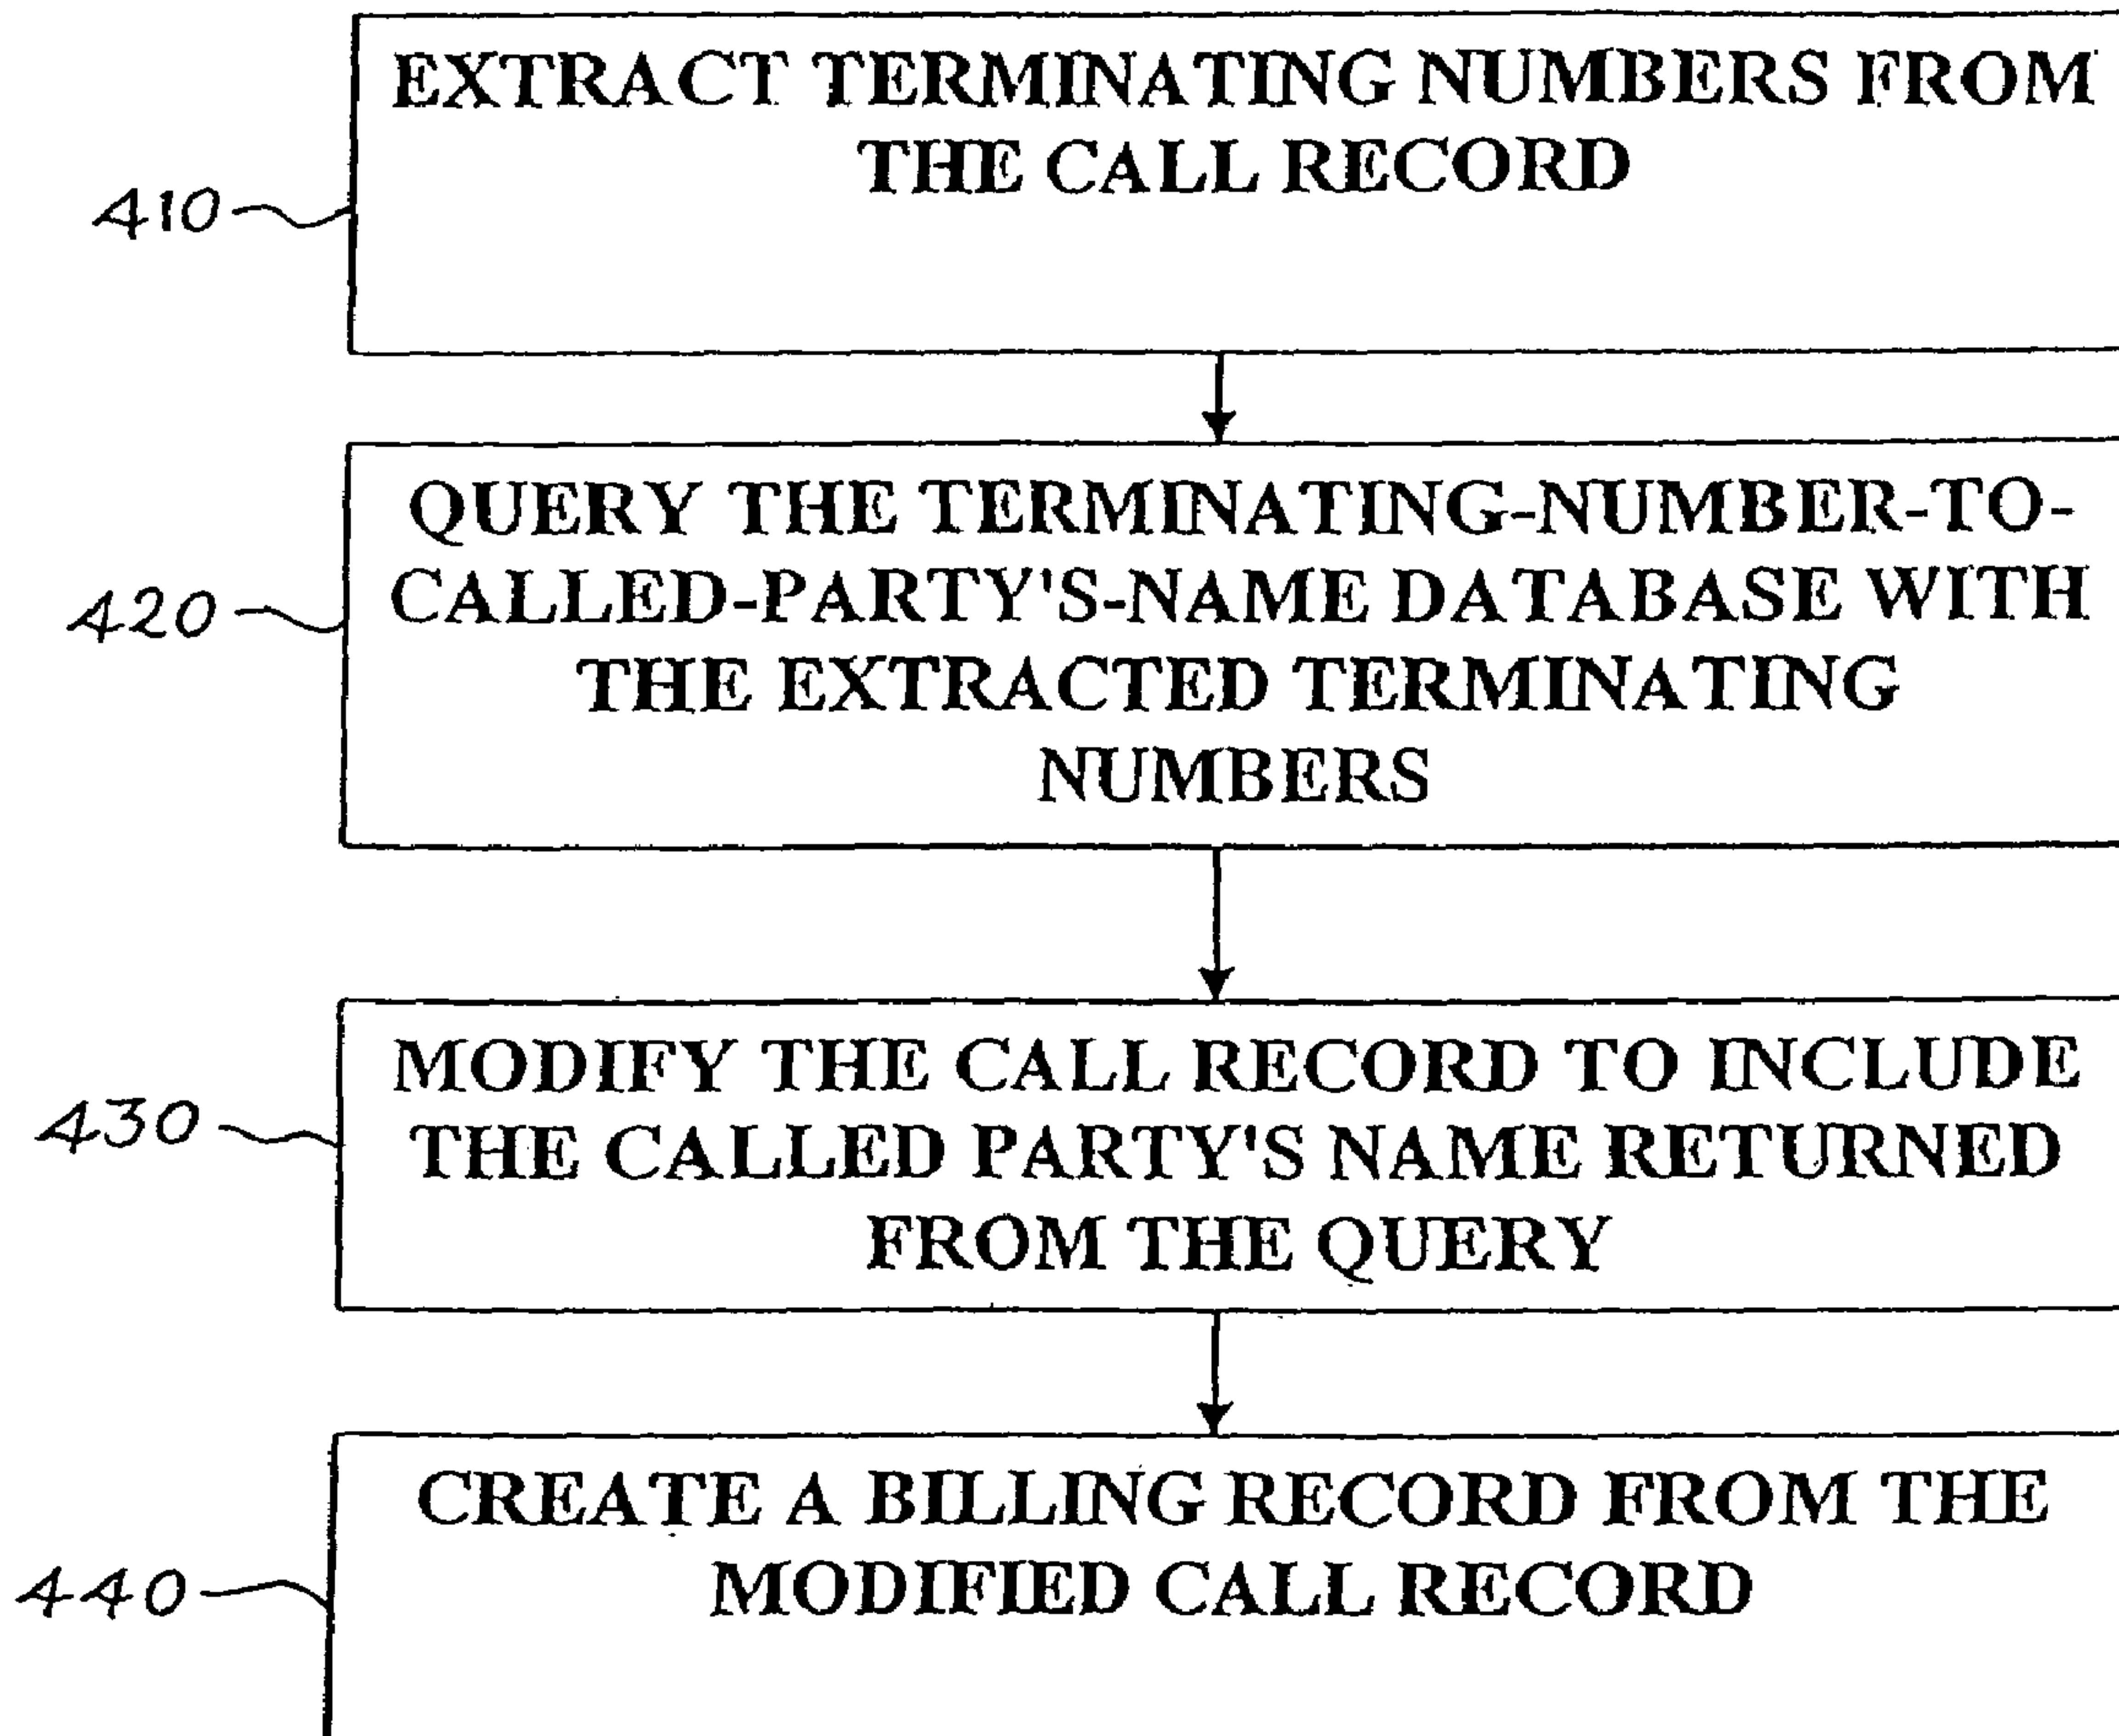 EXTRACT TERMINATING NUMBERS FROM
THE CALL RECORD
410
QUERY THE TERMINATING-NUMBER-TO-
CALLED-PARTY'S-NAME DATABASE WITH
THE EXTRACTED TERMINATING
NUMBERS
420
MODIFY THE CALL RECORD TO INCLUDE
THE CALLED PARTY'S NAME RETURNED
FROM THE QUERY
430
CREATE A BILLING RECORD FROM THE
MODIFIED CALL RECORD
440